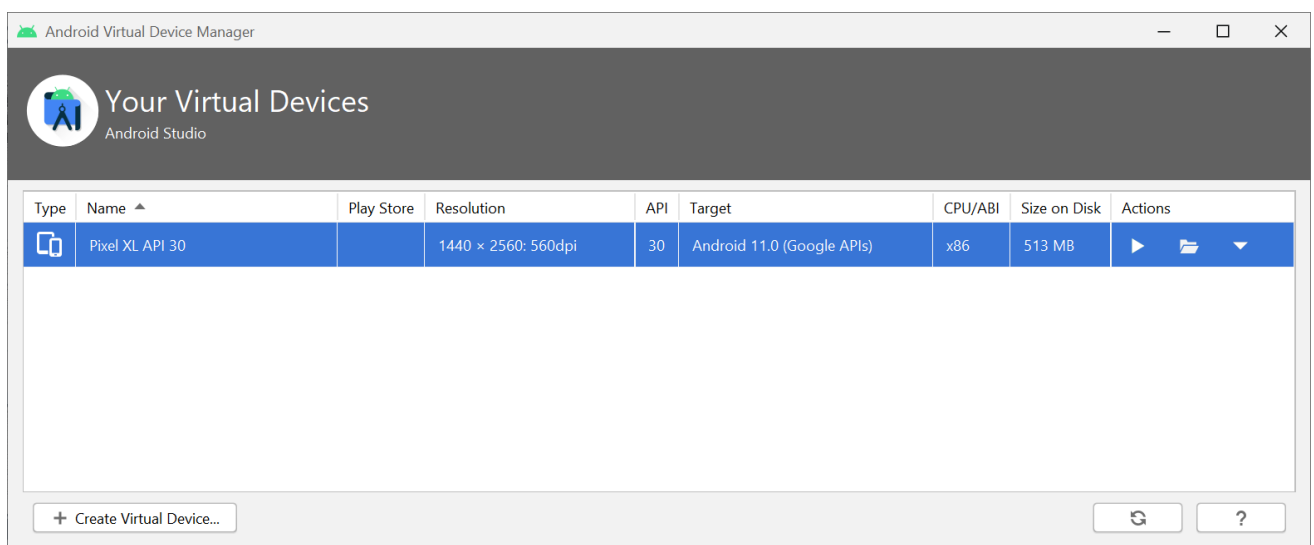 Android Virtual Device Manager
Your Virtual Devices
Android Studio
Type Name Play Store Resolution API Target CPU/ABI Size on Disk Actions
Pixel XL API 30 1440 × 2560: 560dpi 30 Android 11.0 (Google APIs) x86 513 MB
+ Create Virtual Device... ?